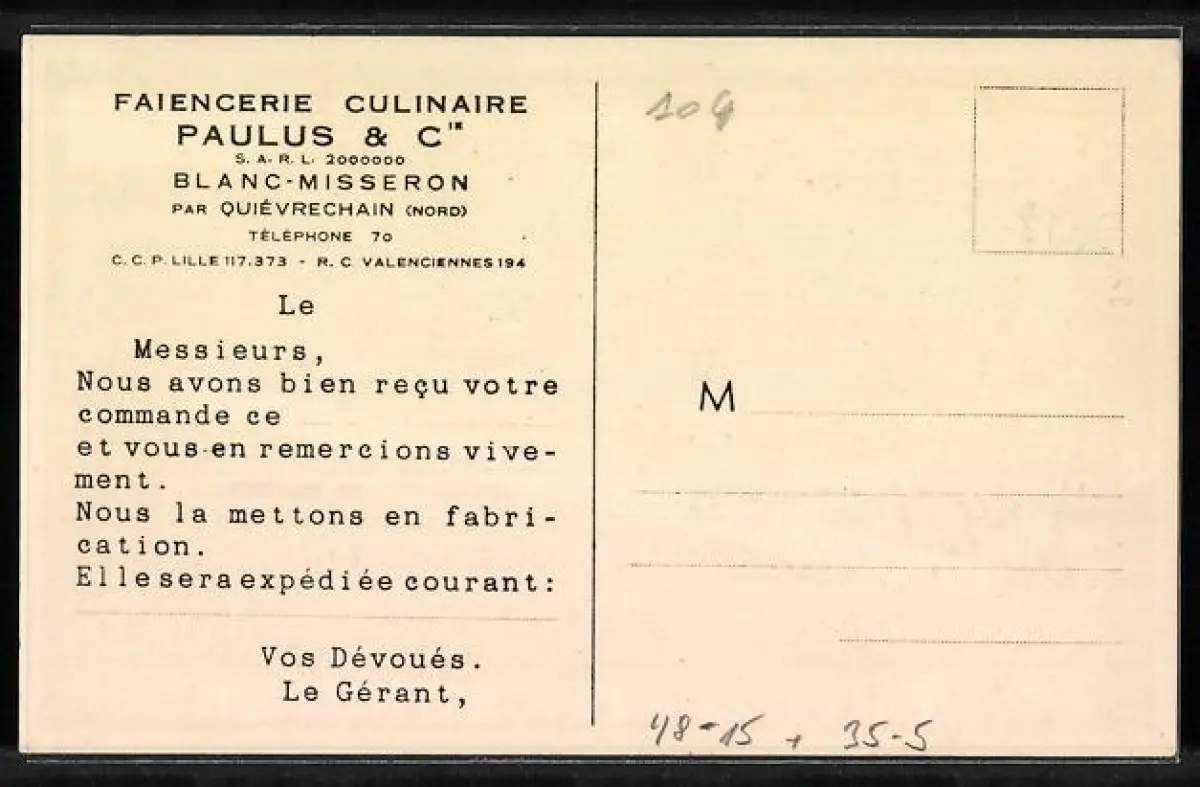 FAIENCERIE CULINAIRE
PAULUS & Cie
S. A. R. L. 2000000
BLANC-MISSERON
PAR QUIÉVRECHAIN (NORD)
TÉLÉPHONE 70
C. C. P. LILLE 117.373 - R. C. VALENCIENNES 194
Le
Messieurs,
Nous avons bien reçu votre
commande ce
et vous en remercions vive-
ment.
Nous la mettons en fabri-
cation.
Elle sera expédiée courant:
Vos Dévoués.
Le Gérant,
M
48-15 + 35-5